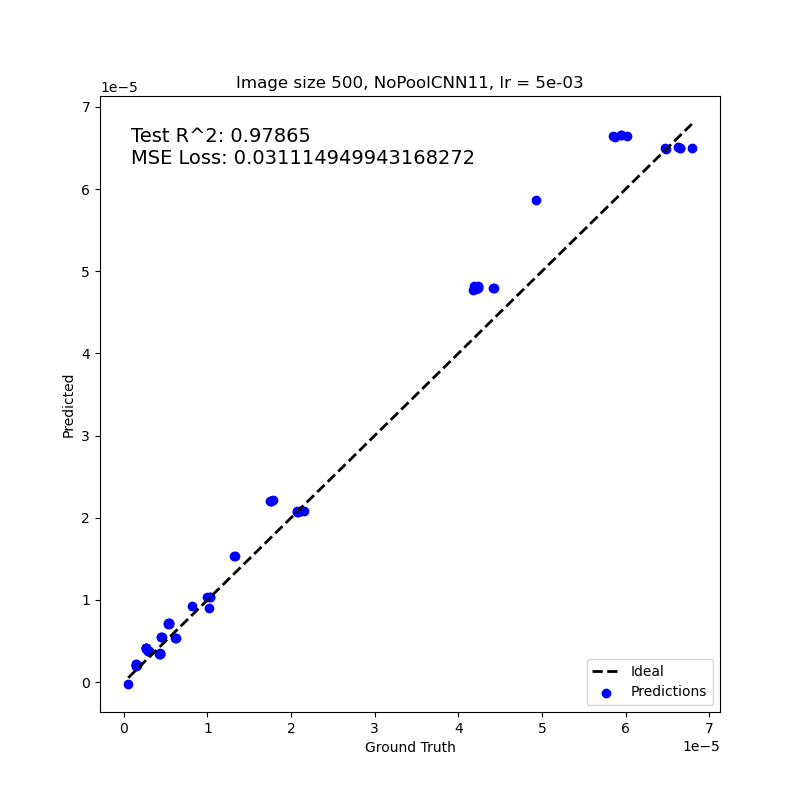 Image size 500, NoPoolCNN11, lr = 5e-03
1e−5
7
Test R^2: 0.97865
MSE Loss: 0.031114949943168272
6
5
4
3
2
1
0
Predicted
Ideal
Predictions
0 1 2 3 4 5 6 7
Ground Truth
1e−5